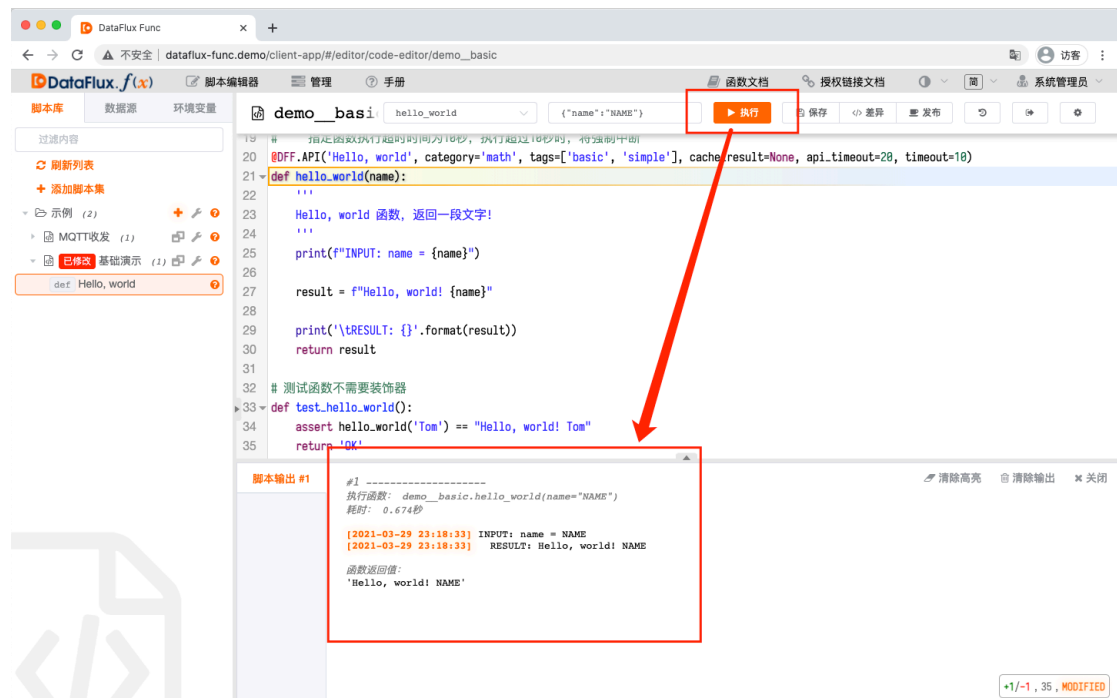 DataFlux Func
不安全 dataflux-func.demo/client-app/#/editor/code-editor/demo__basic 访客
DataFlux.f(x) 脚本编辑器 管理 手册 函数文档 授权链接文档 简 系统管理员
脚本库 数据源 环境变量 demo__basi hello_world {"name":"NAME"} 执行 保存 差异 发布
过滤内容
刷新列表
添加脚本集
示例 (2)
MQTT收发 (1)
已修改 基础演示 (1)
def Hello, world
19 # 指定函数执行超时时间为10秒，执行超过10秒时，将强制中断
20 @DFF.API('Hello, world', category='math', tags=['basic', 'simple'], cache_result=None, api_timeout=20, timeout=10)
21 def hello_world(name):
22 '''
23 Hello, world 函数，返回一段文字!
24 '''
25 print(f"INPUT: name = {name}")
26
27 result = f"Hello, world! {name}"
28
29 print('\tRESULT: {}'.format(result))
30 return result
31
32 # 测试函数不需要装饰器
33 def test_hello_world():
34 assert hello_world('Tom') == "Hello, world! Tom"
35 return 'OK'
脚本输出 #1 清除高亮 清除输出 关闭
#1 --------------------
执行函数： demo__basic.hello_world(name="NAME")
耗时： 0.674秒
[2021-03-29 23:18:33] INPUT: name = NAME
[2021-03-29 23:18:33] RESULT: Hello, world! NAME
函数返回值：
'Hello, world! NAME'
+1/-1 , 35 , MODIFIED